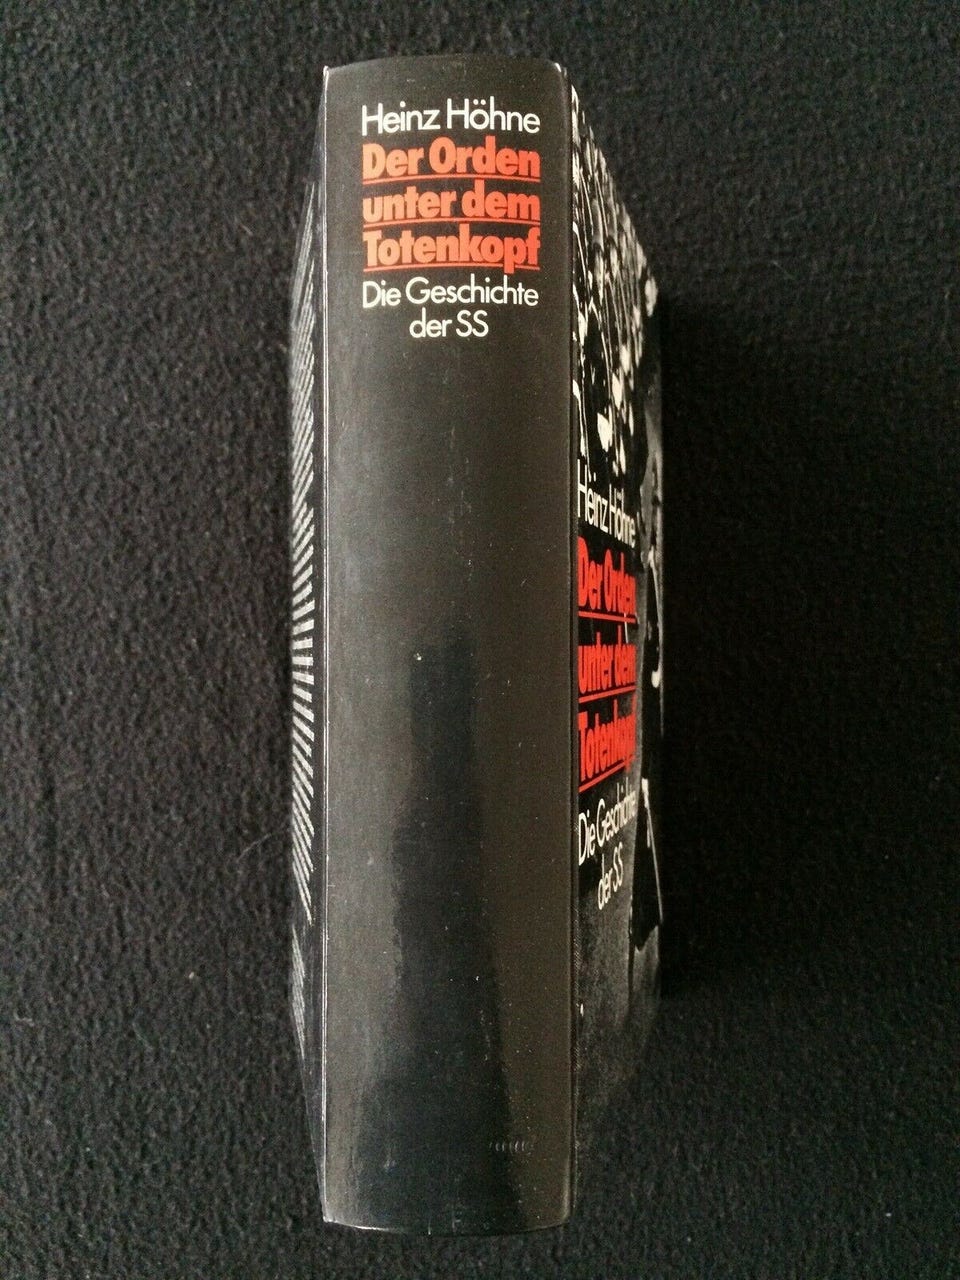 Heinz Höhne
Der Orden
unter dem
Totenkopf
Die Geschichte
der SS
Heinz Höhne
Der Orden
unter dem
Totenkopf
Die Geschichte
der SS